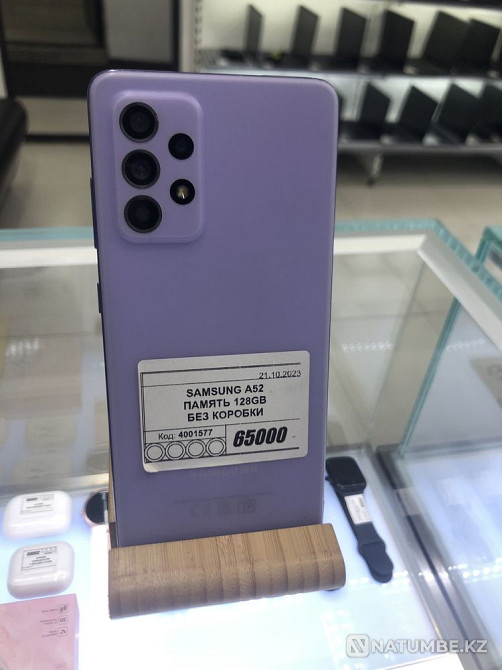 21.10.2023
SAMSUNG A52
ПАМЯТЬ 128GB
БЕЗ КОРОБКИ
Код: 4001577
65000
NATUMBE.KZ